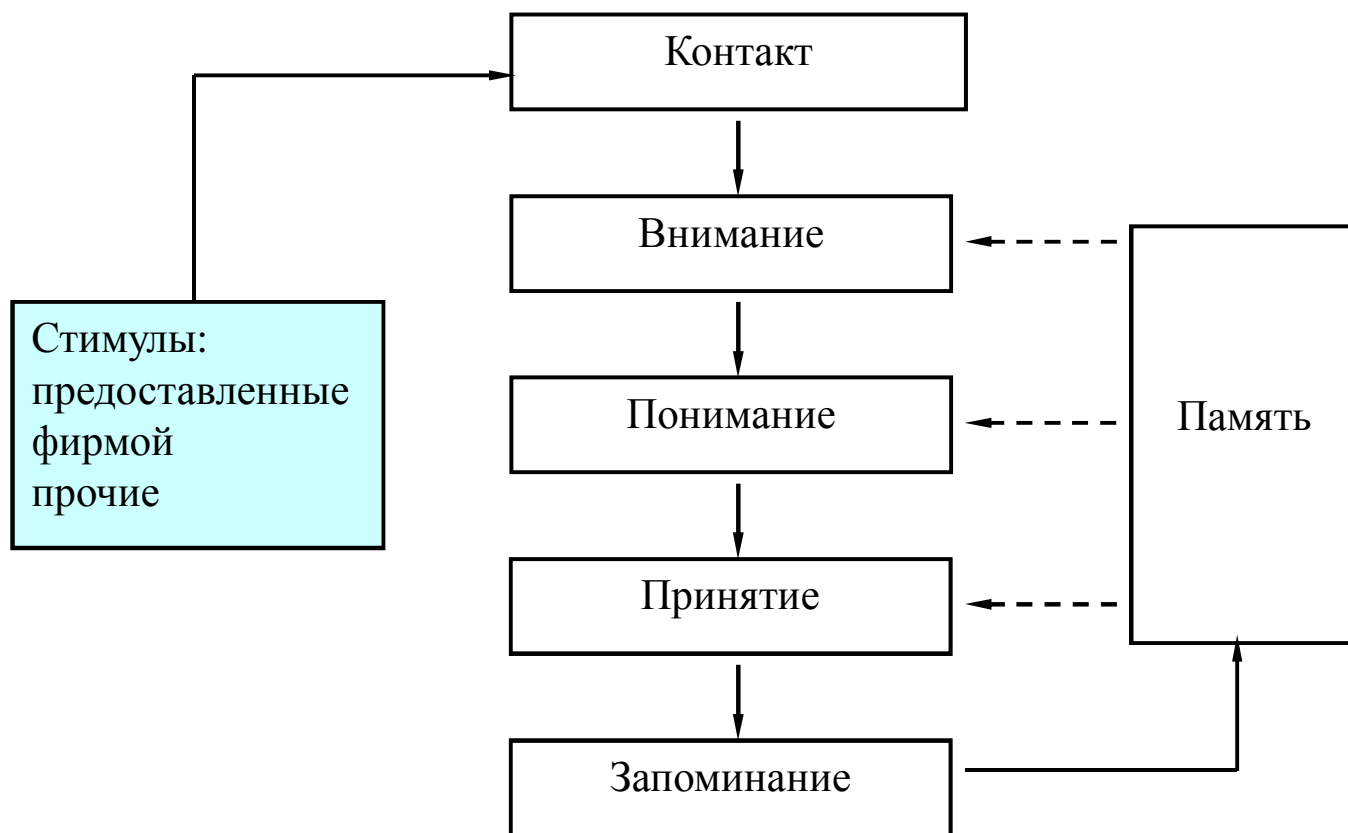 Контакт
Внимание
Стимулы:
предоставленные
фирмой
прочие
Понимание
Память
Принятие
Запоминание